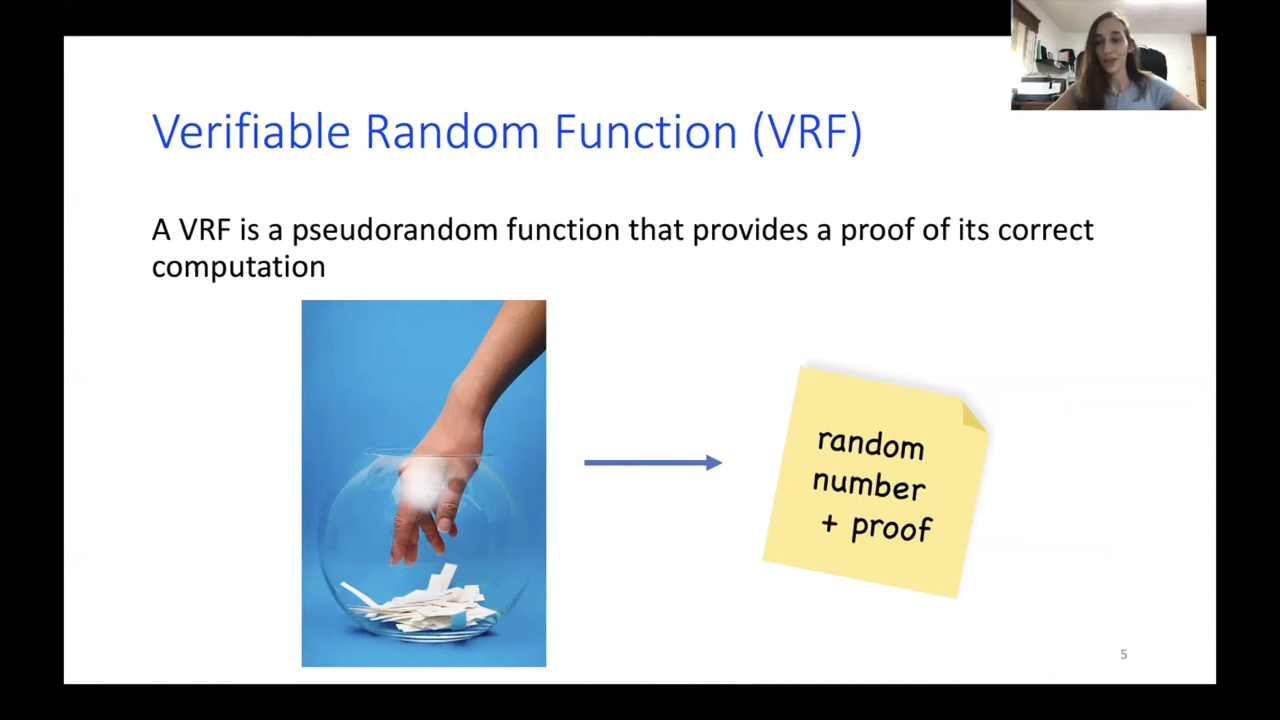 Verifiable Random Function (VRF)
A VRF is a pseudorandom function that provides a proof of its correct
computation
random
number
+ proof
5